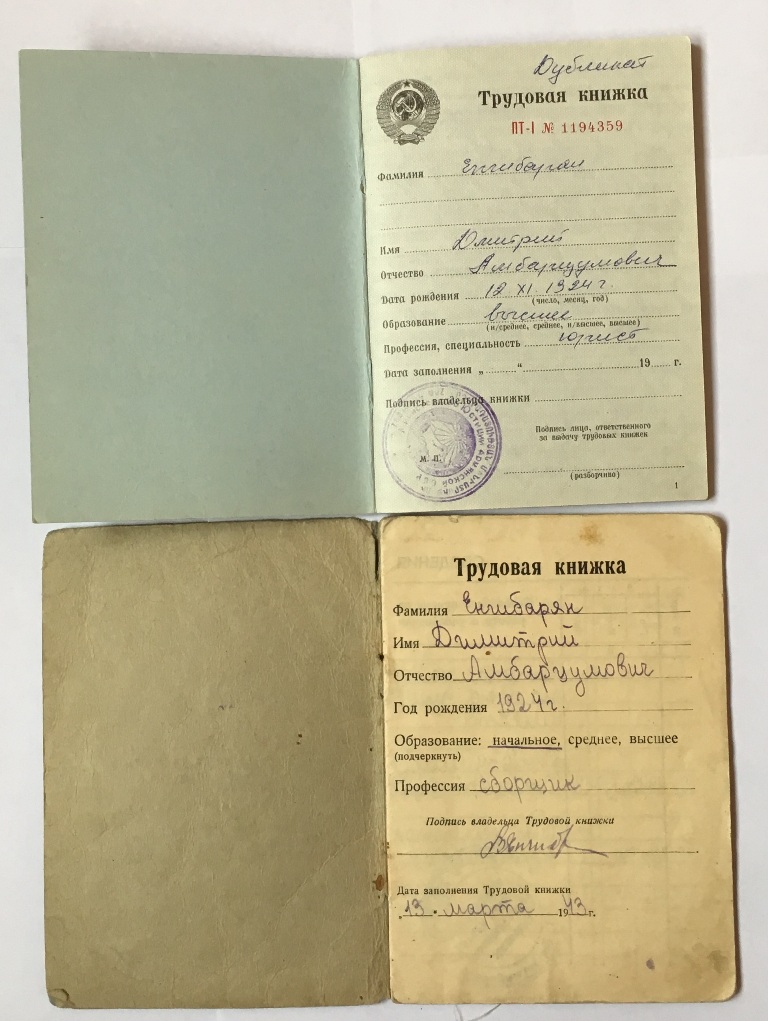 Дубликат
Трудовая книжка
ПТ-I № 1194359
Фамилия Енгибарян
Имя Дмитрий
Отчество Амбарцумович
Дата рождения 12 XI. 1924 г.
(число, месяц, год)
Образование высшее
(н/среднее, среднее, н/высшее, высшее)
Профессия, специальность юрист
Дата заполнения „ “ 19 г.
Подпись владельца книжки
Подпись лица, ответственного
за выдачу трудовых книжек
М. П.
(разборчиво)
1
Трудовая книжка
Фамилия Енгибарян
Имя Димитрий
Отчество Амбарцумович
Год рождения 1924 г.
Образование: начальное, среднее, высшее
(подчеркнуть)
Профессия сборщик
Подпись владельца Трудовой книжки
Дата заполнения Трудовой книжки
„13" марта 1943 г.